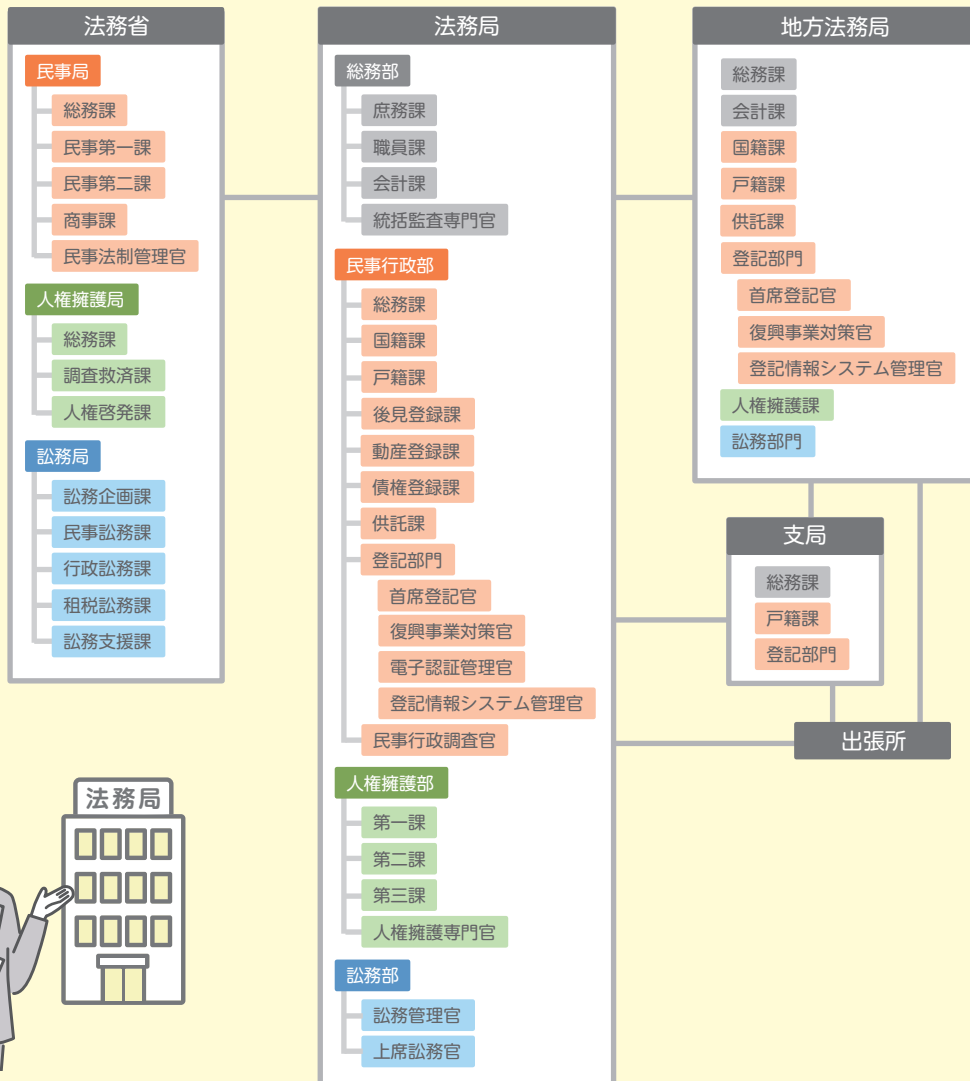 法務省
民事局
総務課
民事第一課
民事第二課
商事課
民事法制管理官
人権擁護局
総務課
調査救済課
人権啓発課
訟務局
訟務企画課
民事訟務課
行政訟務課
租税訟務課
訟務支援課
法務局
総務部
庶務課
職員課
会計課
統括監査専門官
民事行政部
総務課
国籍課
戸籍課
後見登録課
動産登録課
債権登録課
供託課
登記部門
首席登記官
復興事業対策官
電子認証管理官
登記情報システム管理官
民事行政調査官
人権擁護部
第一課
第二課
第三課
人権擁護専門官
訟務部
訟務管理官
上席訟務官
地方法務局
総務課
会計課
国籍課
戸籍課
供託課
登記部門
首席登記官
復興事業対策官
登記情報システム管理官
人権擁護課
訟務部門
支局
総務課
戸籍課
登記部門
出張所
法務局